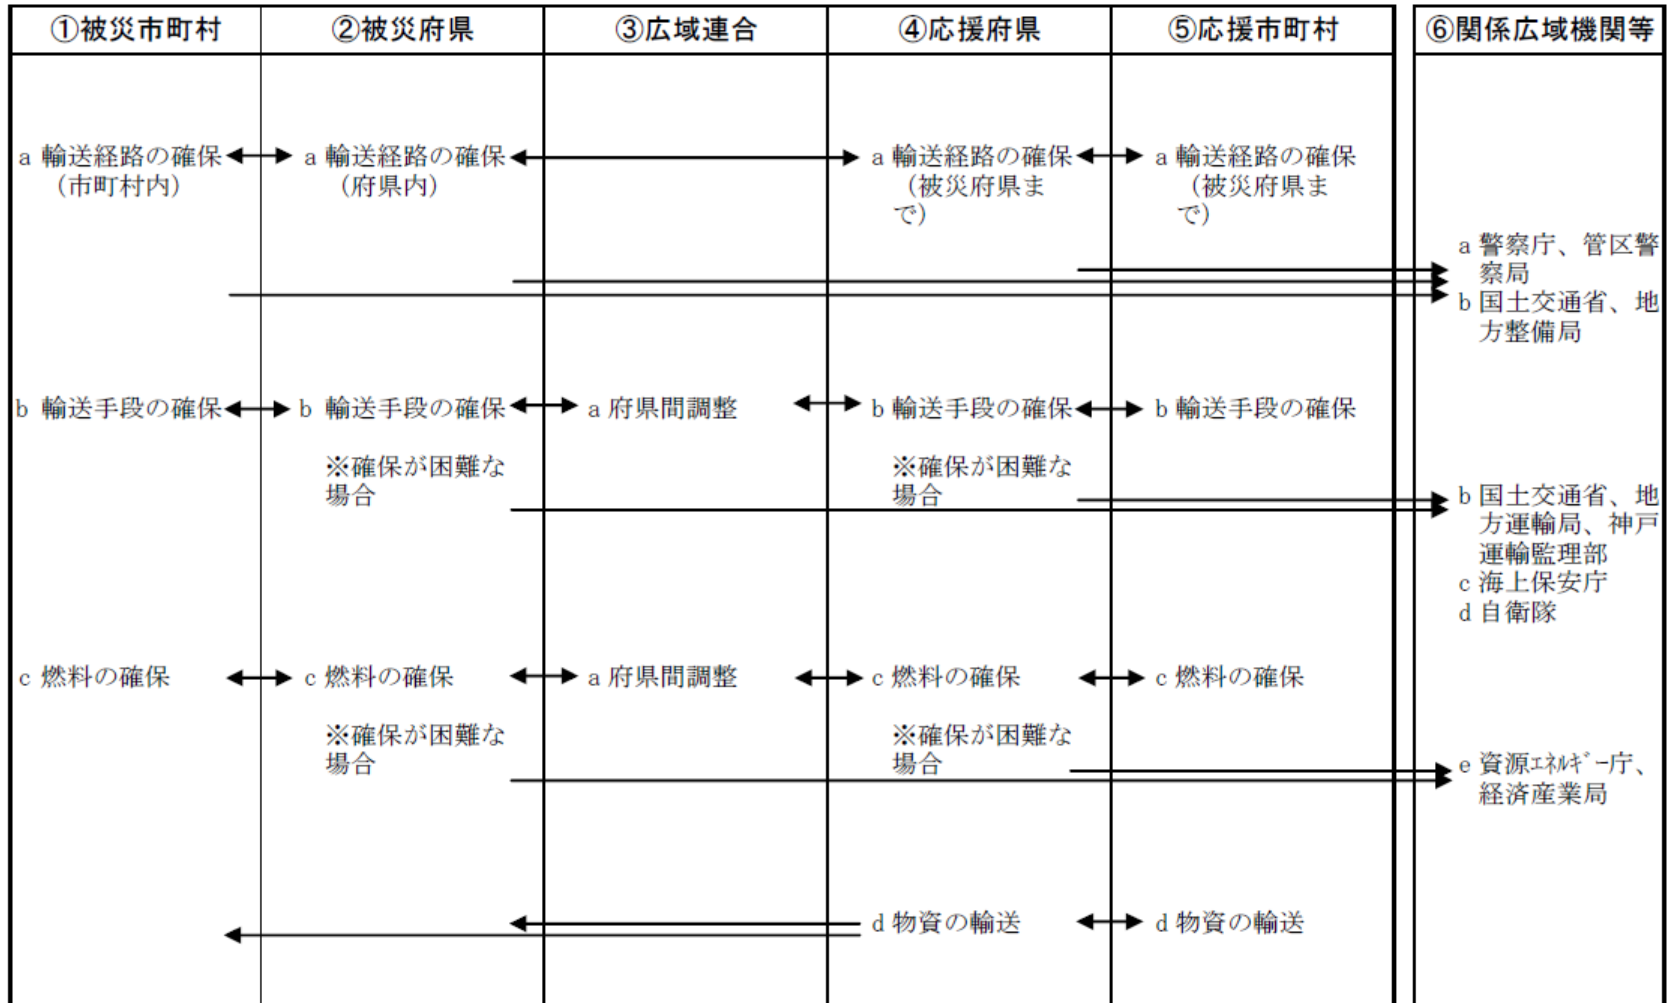 ①被災市町村 ②被災府県 ③広域連合 ④応援府県 ⑤応援市町村 ⑥関係広域機関等
a 輸送経路の確保 a 輸送経路の確保 a 輸送経路の確保 a 輸送経路の確保
（市町村内） （府県内） （被災府県ま （被災府県ま
で） で）
a 警察庁、管区警
察局
b 国土交通省、地
方整備局
b 輸送手段の確保 b 輸送手段の確保 a 府県間調整 b 輸送手段の確保 b 輸送手段の確保
※確保が困難な ※確保が困難な
場合 場合
b 国土交通省、地
方運輸局、神戸
運輸監理部
c 海上保安庁
d 自衛隊
c 燃料の確保 c 燃料の確保 a 府県間調整 c 燃料の確保 c 燃料の確保
※確保が困難な ※確保が困難な
場合 場合
e 資源ｴﾈﾙｷﾞｰ庁、
経済産業局
d 物資の輸送 d 物資の輸送